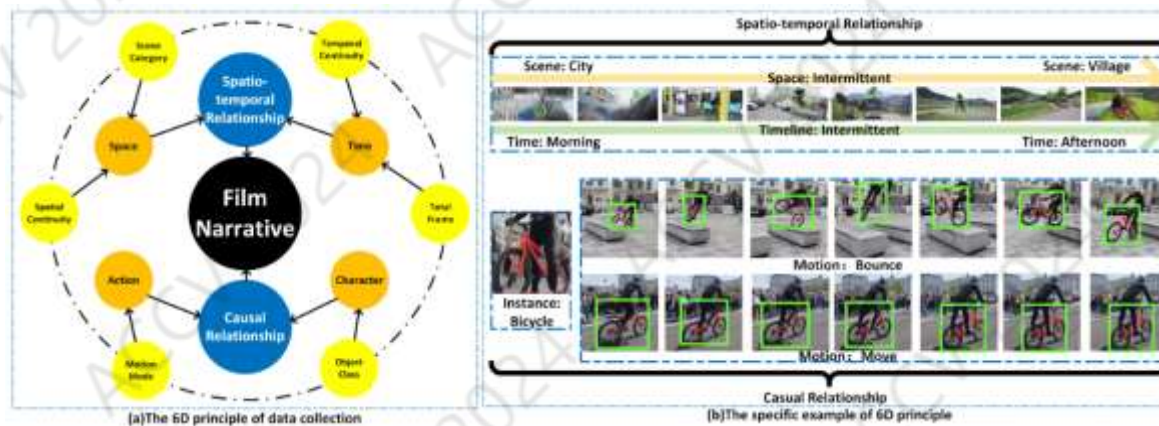 Scene
Category
Temporal
Continuity
Spatio-
temporal
Relationship
Space
Time
Spatial
Continuity
Film
Narrative
Total
Frame
Action
Character
Causal
Relationship
Motion
Mode
Object
Class
(a)The 6D principle of data collection
Spatio-temporal Relationship
Scene: City
Scene: Village
Space: Intermittent
Timeline: Intermittent
Time: Morning
Time: Afternoon
Instance:
Bicycle
Motion: Bounce
Motion: Move
Casual Relationship
(b)The specific example of 6D principle
ACCV 2024